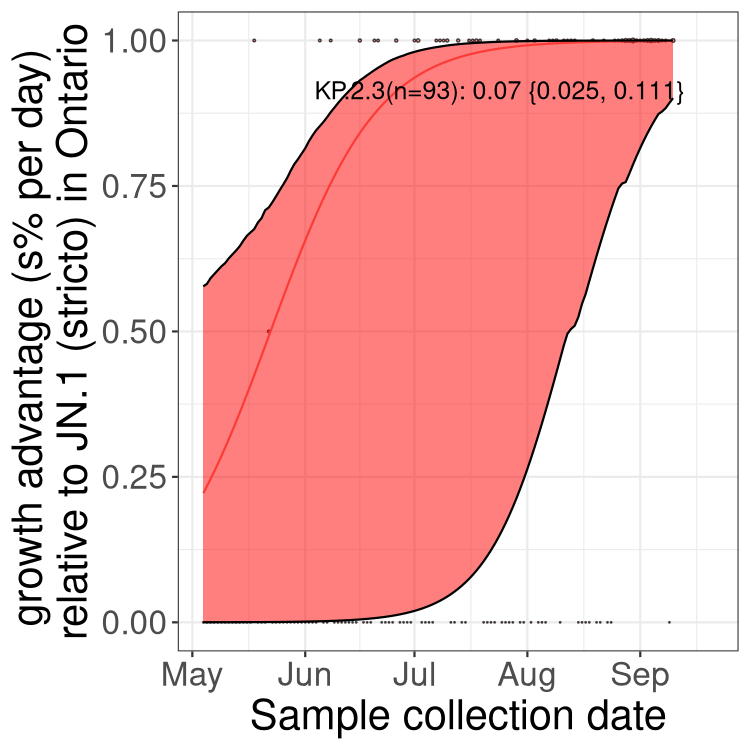 growth advantage (s% per day)
relative to JN.1 (stricto) in Ontario
1.00
0.75
0.50
0.25
0.00
KP.2.3(n=93): 0.07 {0.025, 0.111}
May Jun Jul Aug Sep
Sample collection date